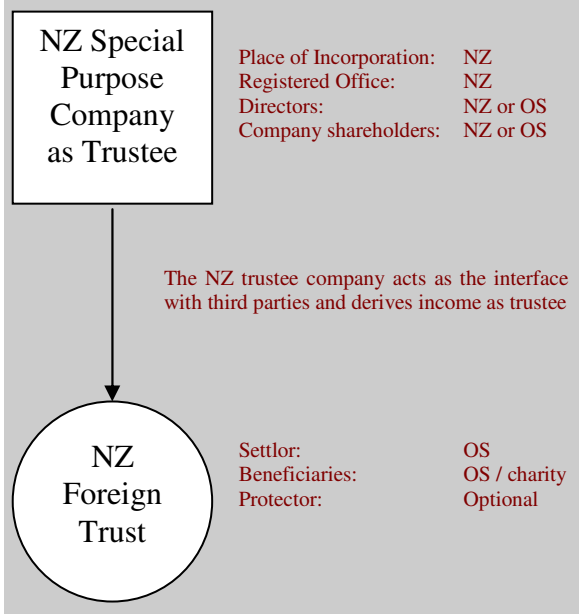 NZ Special
Purpose
Company
as Trustee
Place of Incorporation: NZ
Registered Office: NZ
Directors: NZ or OS
Company shareholders: NZ or OS
The NZ trustee company acts as the interface
with third parties and derives income as trustee
NZ
Foreign
Trust
Settlor: OS
Beneficiaries: OS / charity
Protector: Optional